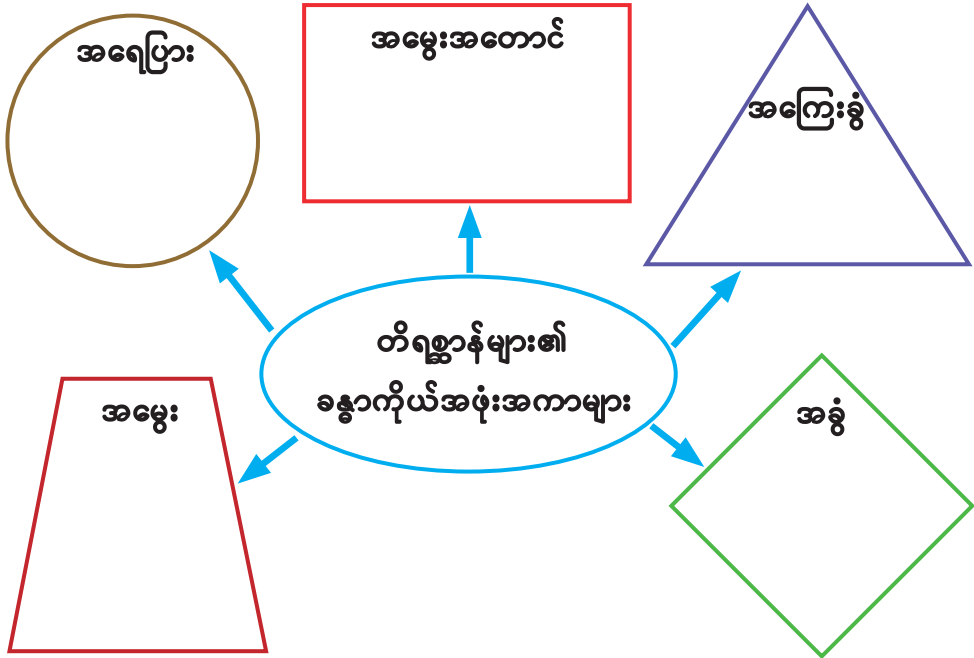 အရေပြား
အမွေးအတောင်
အကြေးခွံ
တိရစ္ဆာန်များ၏
ခန္ဓာကိုယ်အဖုံးအကာများ
အမွေး
အခွံ